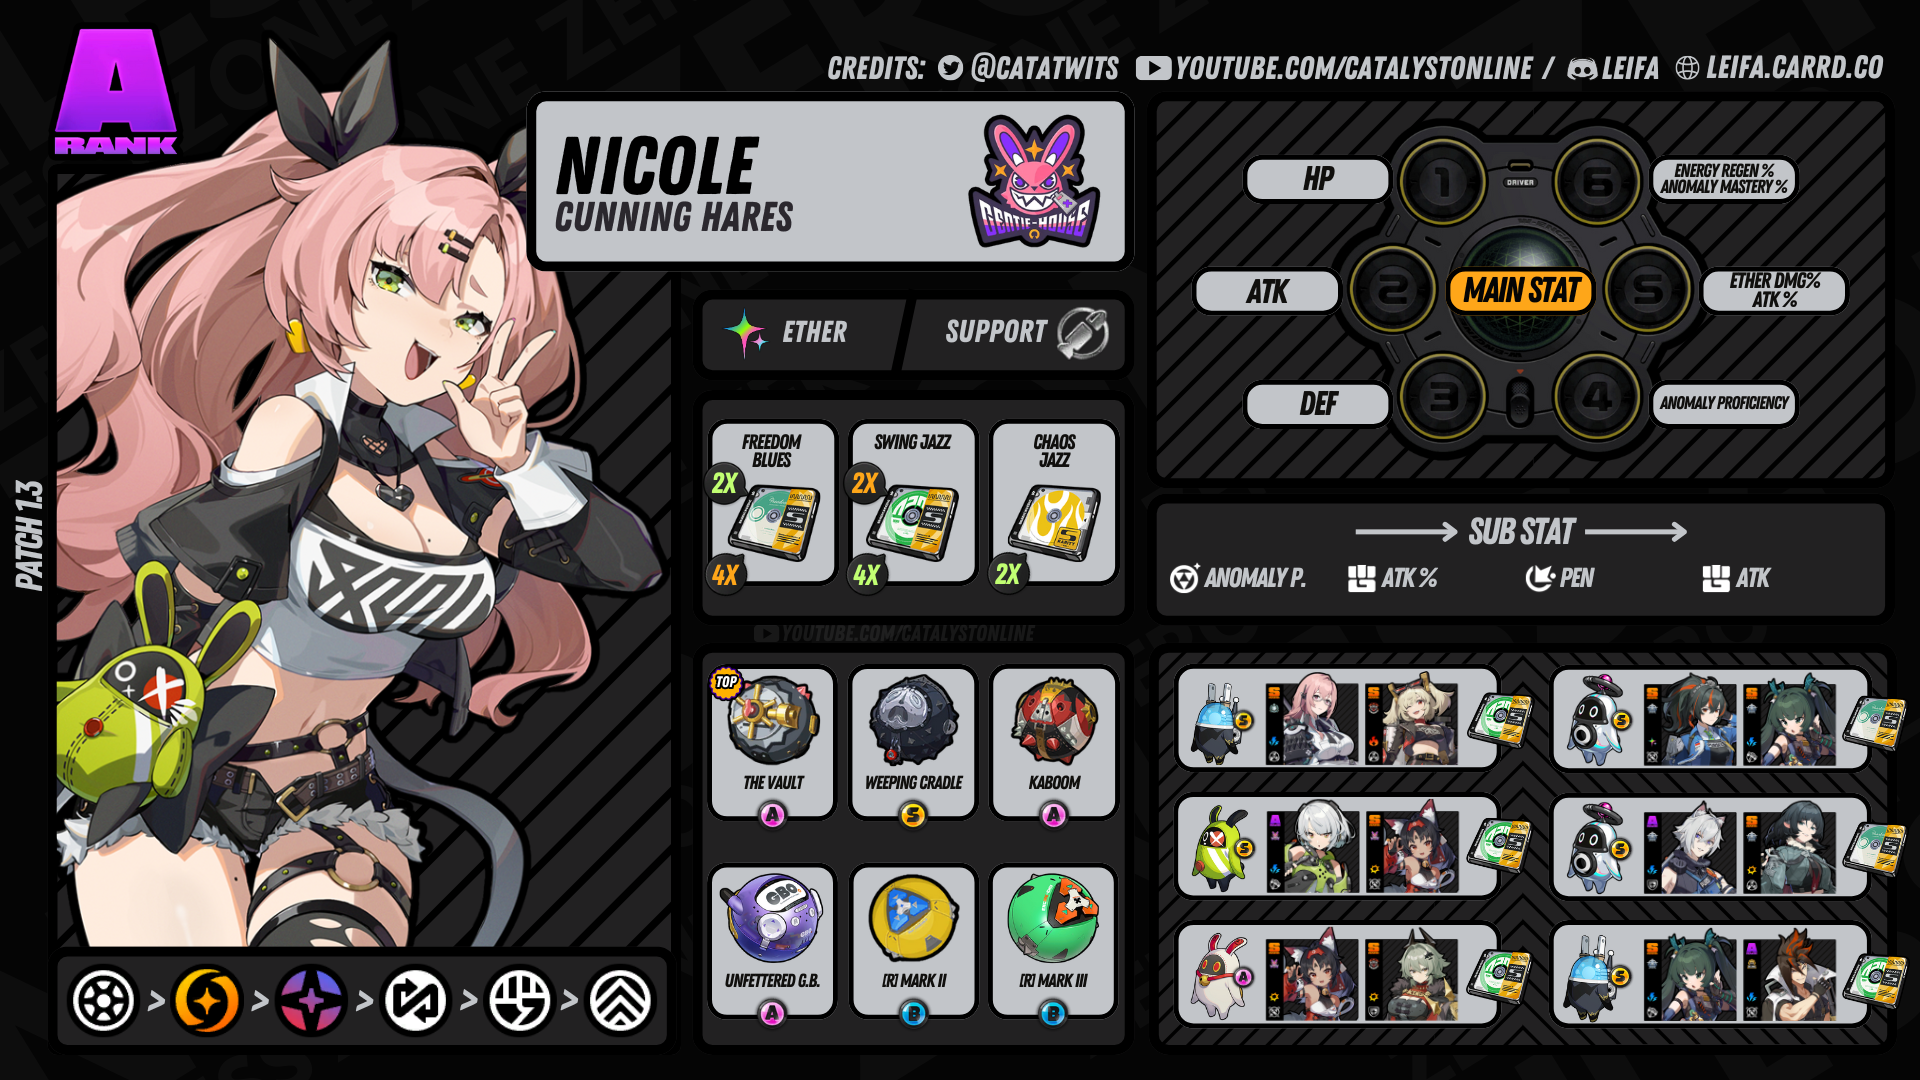 A
RANK
CREDITS: @CATATWITS YOUTUBE.COM/CATALYSTONLINE / LEIFA LEIFA.CARRD.CO
NICOLE
CUNNING HARES
GENTLE-HOUSE
ETHER
SUPPORT
PATCH 1.3
FREEDOM
BLUES
2X
4X
SWING JAZZ
2X
4X
CHAOS
JAZZ
2X
YOUTUBE.COM/CATALYSTONLINE
TOP
THE VAULT
A
WEEPING CRADLE
S
KABOOM
A
GBO
UNFETTERED G.B.
A
[R] MARK II
B
[R] MARK III
B
HP
1
DRIVER
6
ENERGY REGEN %
ANOMALY MASTERY %
ATK
2
MAIN STAT
5
ETHER DMG%
ATK %
DEF
3
4
ANOMALY PROFICIENCY
SUB STAT
ANOMALY P.
ATK %
PEN
ATK